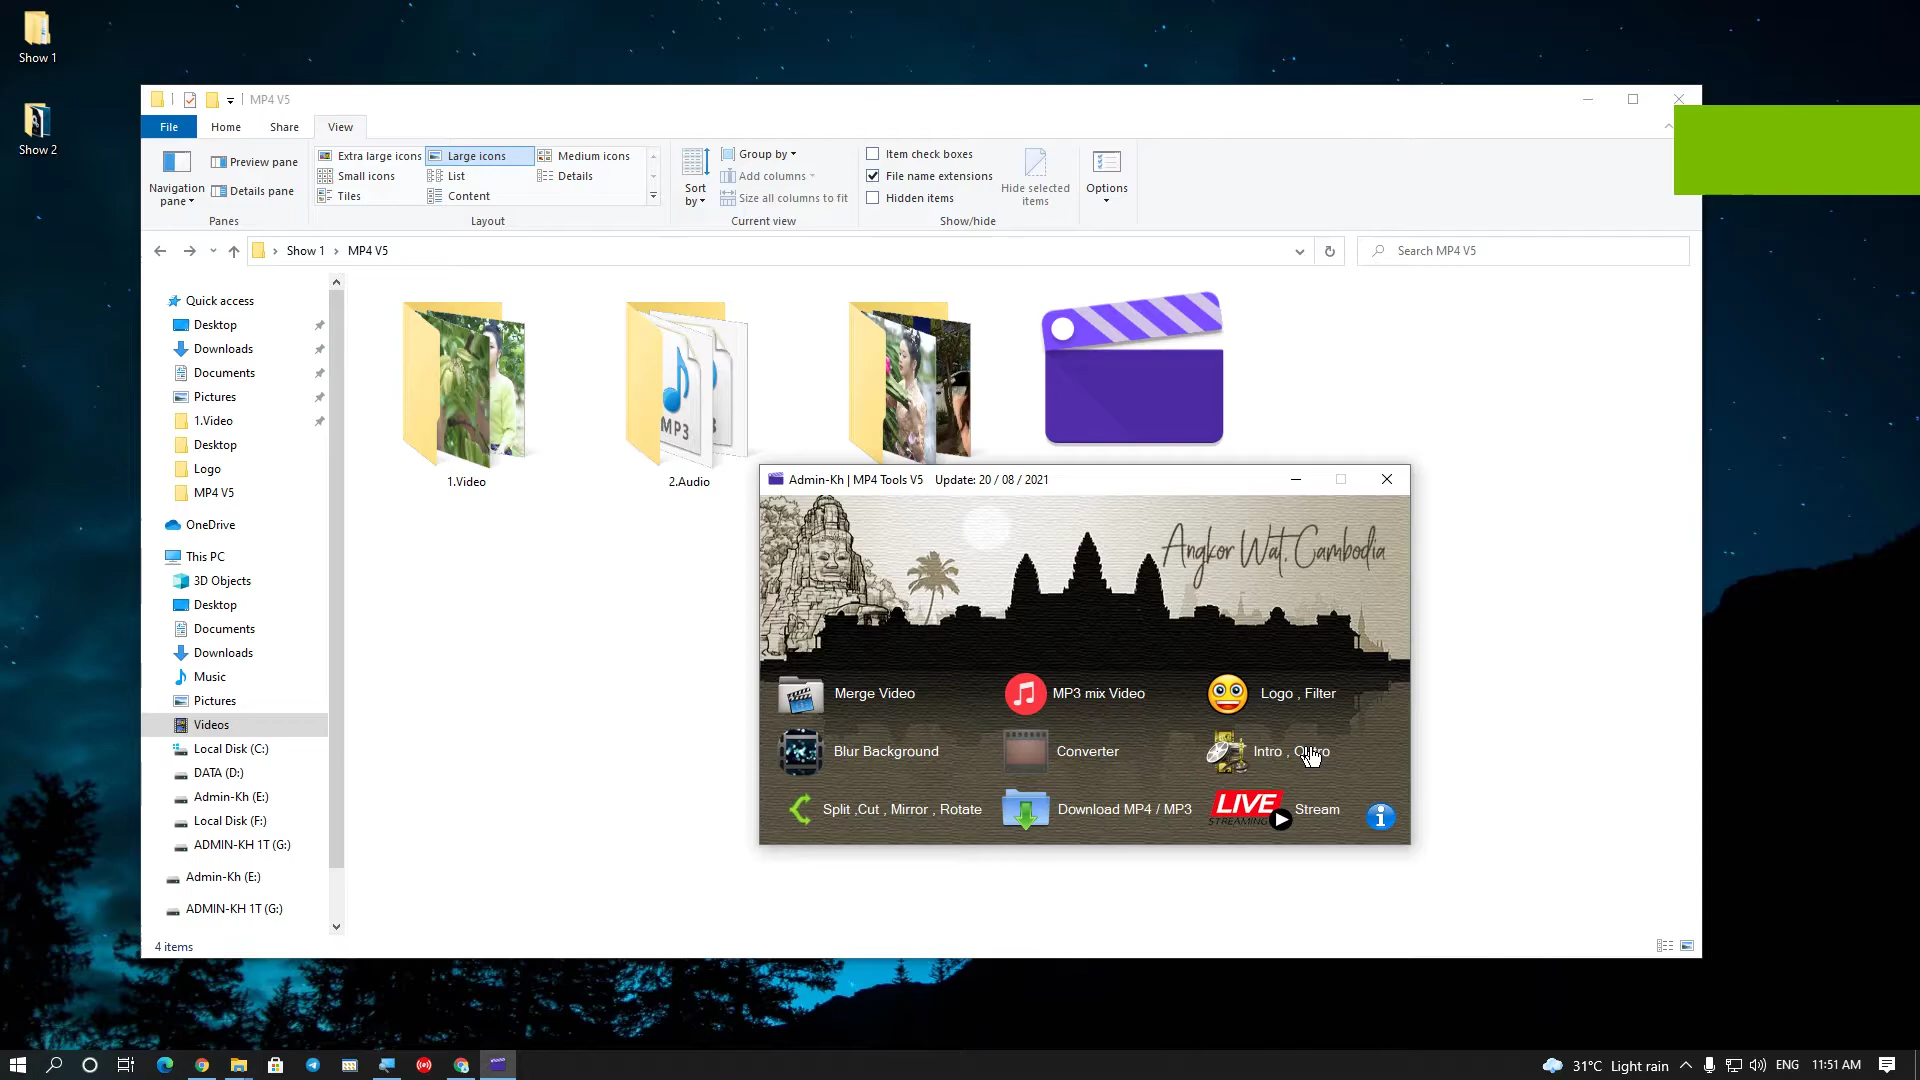 Show 1
Show 2
MP4 V5
File
Home
Share
View
Navigation pane
Preview pane
Details pane
Panes
Extra large icons
Large icons
Medium icons
Small icons
List
Details
Tiles
Content
Layout
Sort by
Group by
Add columns
Size all columns to fit
Current view
Item check boxes
File name extensions
Hidden items
Hide selected items
Show/hide
Options
Show 1
MP4 V5
Search MP4 V5
Quick access
Desktop
Downloads
Documents
Pictures
1.Video
Desktop
Logo
MP4 V5
OneDrive
This PC
3D Objects
Desktop
Documents
Downloads
Music
Pictures
Videos
Local Disk (C:)
DATA (D:)
Admin-Kh (E:)
Local Disk (F:)
ADMIN-KH 1T (G:)
Admin-Kh (E:)
ADMIN-KH 1T (G:)
4 items
MP3
1.Video
2.Audio
Admin-Kh | MP4 Tools V5 Update: 20 / 08 / 2021
Angkor Wat, Cambodia
Merge Video
MP3 mix Video
Logo , Filter
Blur Background
Converter
Intro , Outro
Split ,Cut , Mirror , Rotate
Download MP4 / MP3
LIVE
STREAMING
Stream
31°C Light rain
ENG
11:51 AM